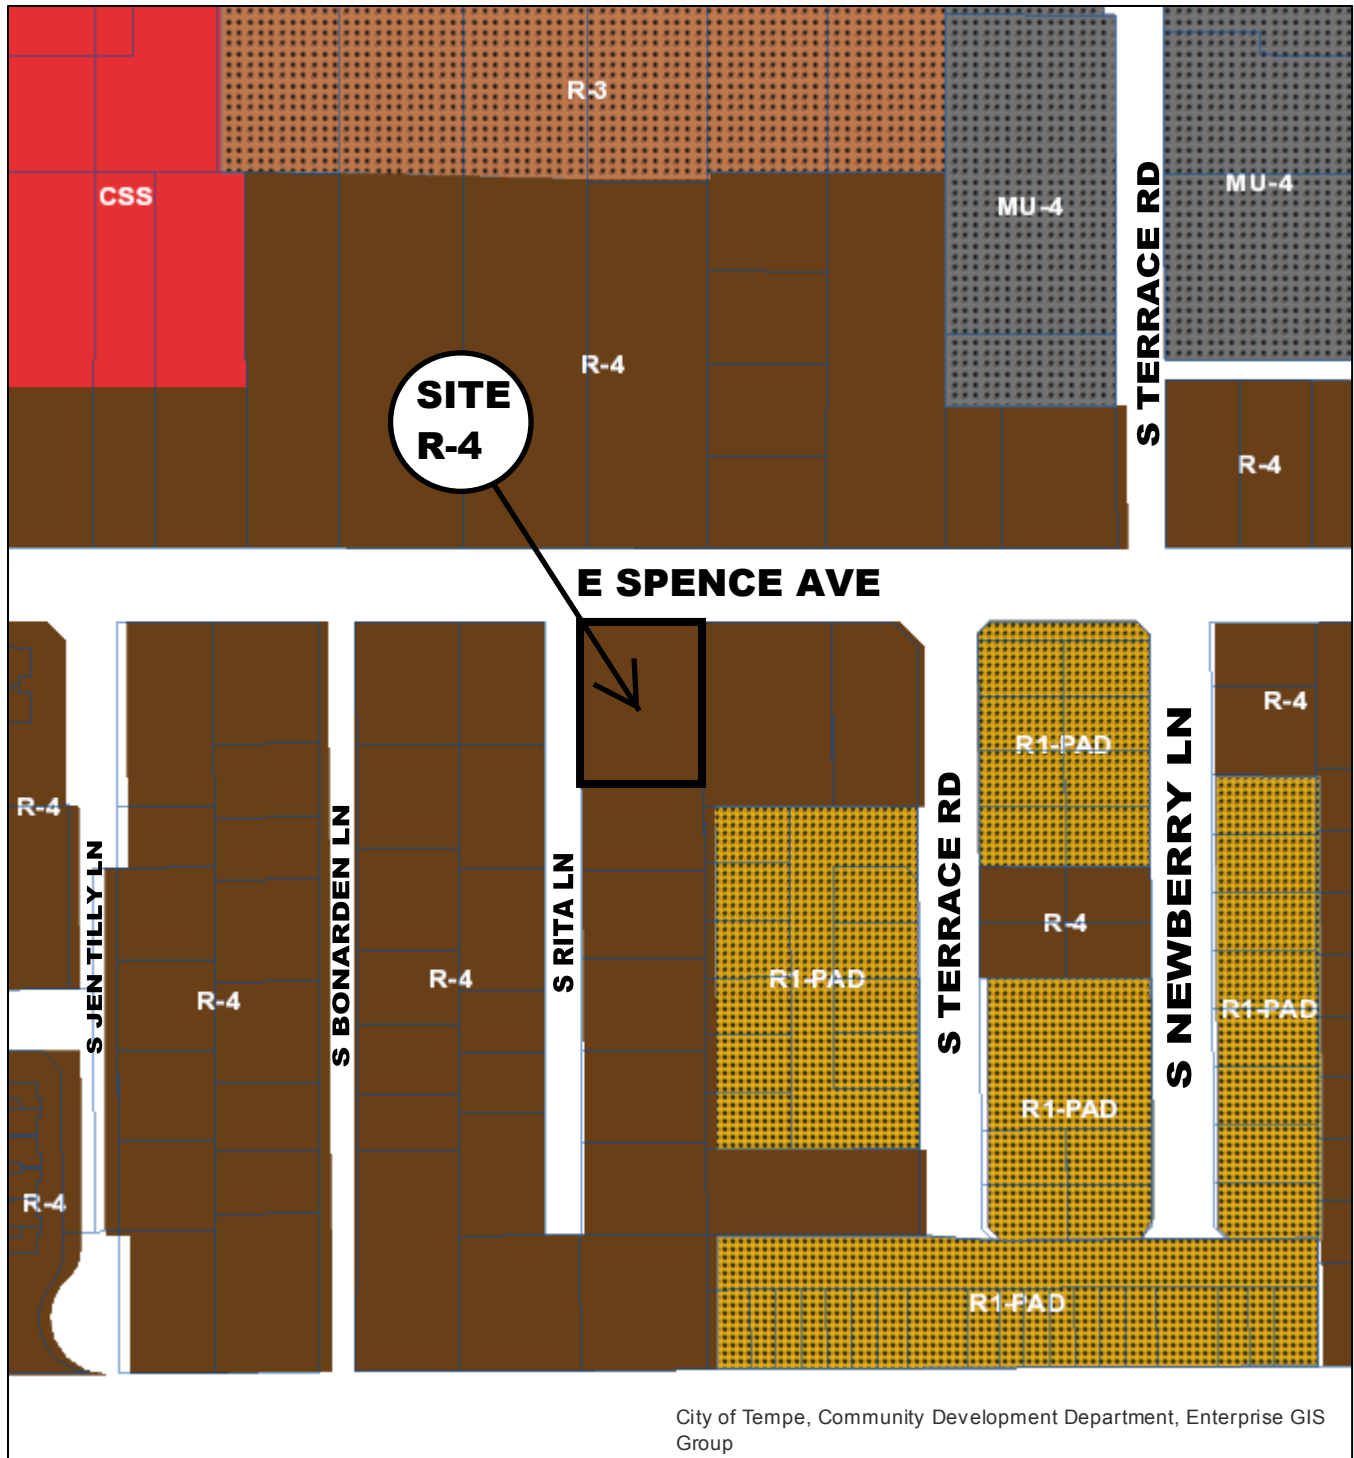 R-3
CSS
MU-4
MU-4
S TERRACE RD
R-4
SITE
R-4
R-4
E SPENCE AVE
R-4
R1-PAD
R-4
S JEN TILLY LN
R-4
S BONARDEN LN
R-4
S RITA LN
R1-PAD
S TERRACE RD
R-4
S NEWBERRY LN
R1-PAD
R1-PAD
R-4
R1-PAD
City of Tempe, Community Development Department, Enterprise GIS
Group